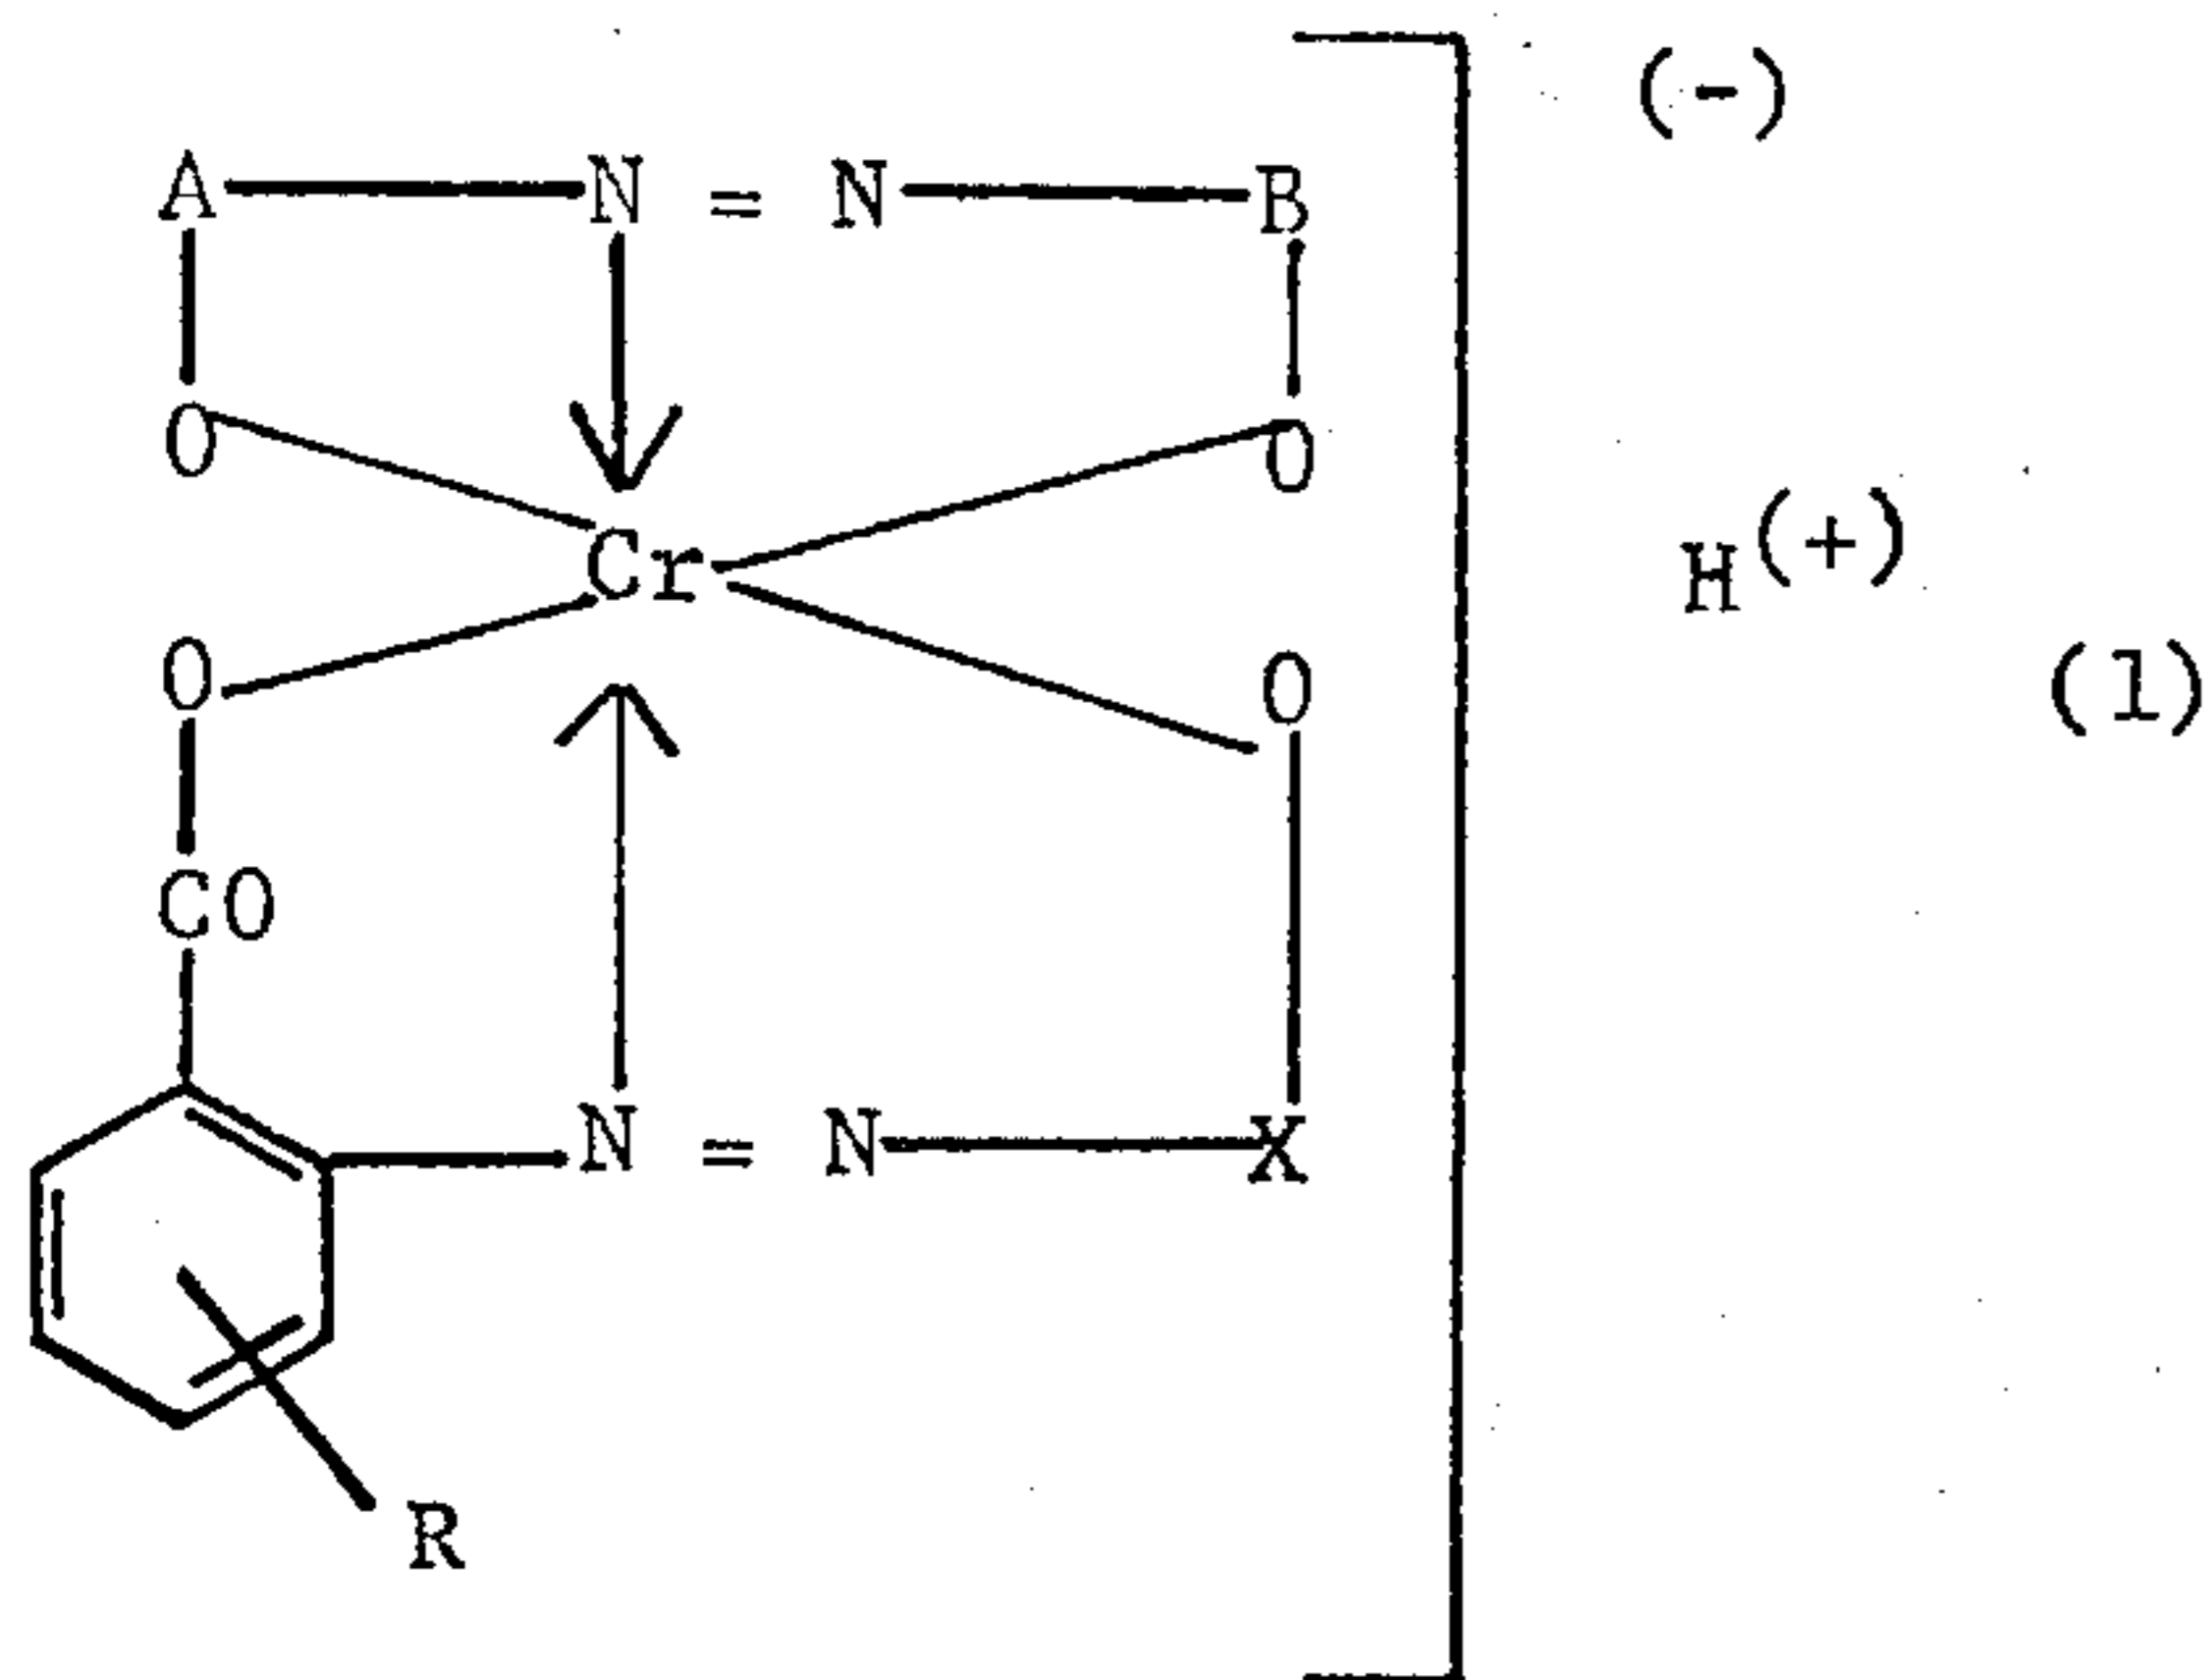 (-)
A N = N B
O O
Cr
H(+)
O O
(1)
CO
N = N X
R